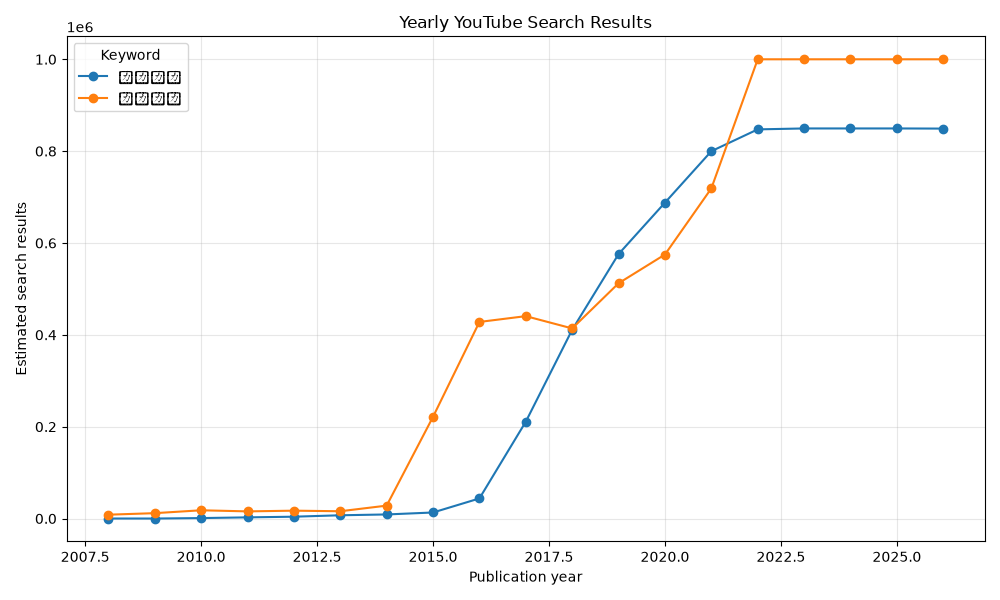 Yearly YouTube Search Results
1e6
Keyword
Estimated search results
1.0
0.8
0.6
0.4
0.2
0.0
2007.5 2010.0 2012.5 2015.0 2017.5 2020.0 2022.5 2025.0
Publication year